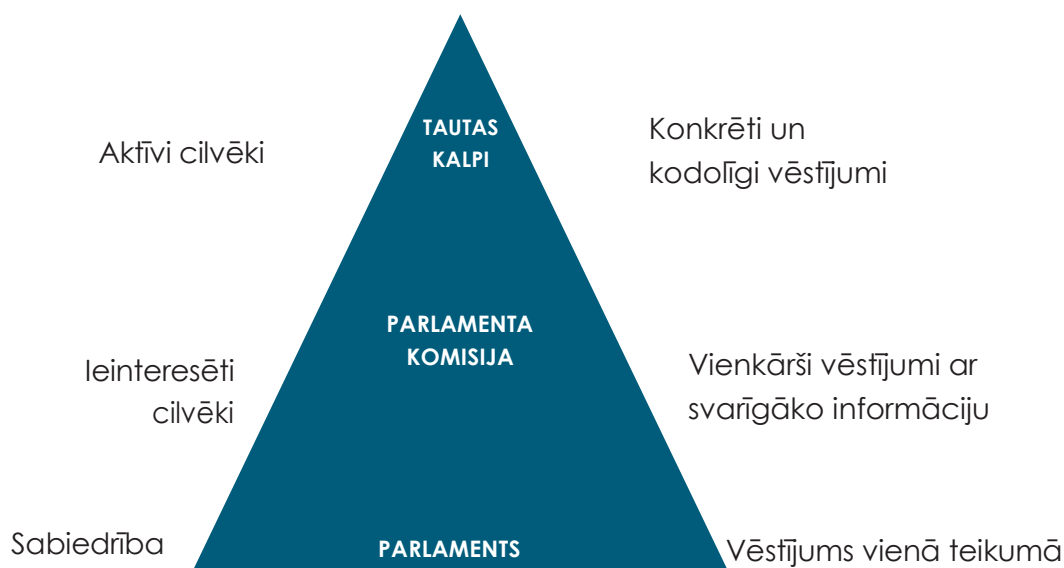 Aktīvi cilvēki
TAUTAS
KALPI
Konkrēti un
kodolīgi vēstījumi
Ieinteresēti
cilvēki
PARLAMENTA
KOMISIJA
Vienkārši vēstījumi ar
svarīgāko informāciju
Sabiedrība
PARLAMENTS
Vēstījums vienā teikumā